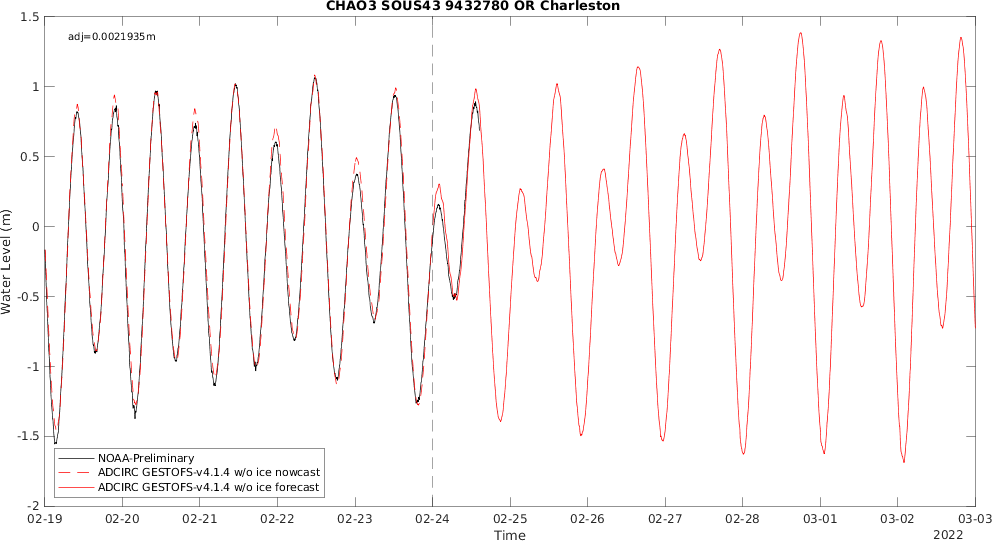 CHAO3 SOUS43 9432780 OR Charleston
adj=0.0021935m
1.5
1
0.5
0
-0.5
-1
-1.5
-2
Water Level (m)
NOAA-Preliminary
ADCIRC GESTOFS-v4.1.4 w/o ice nowcast
ADCIRC GESTOFS-v4.1.4 w/o ice forecast
02-19 02-20 02-21 02-22 02-23 02-24 02-25 02-26 02-27 02-28 03-01 03-02 03-03
Time
2022